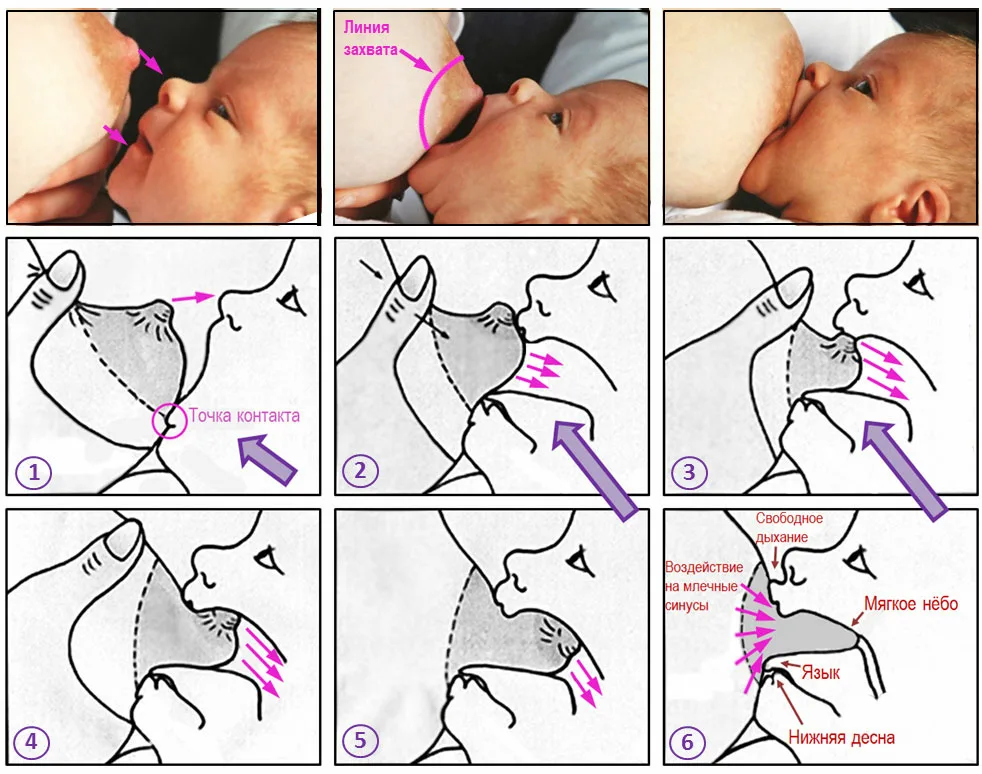 Линия
захвата
Точка контакта
1
2
3
4
5
Свободное
дыхание
Воздействие
на млечные
синусы
Мягкое нёбо
Язык
Нижняя десна
6